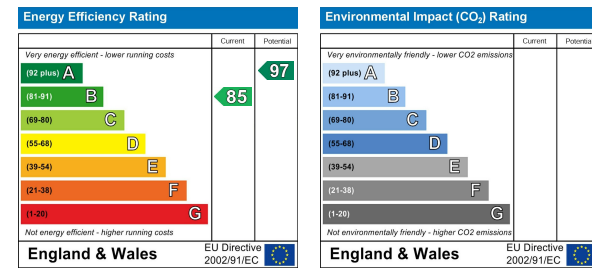 Energy Efficiency Rating
Current Potential
Very energy efficient - lower running costs
(92 plus) A
97
(81-91) B
85
(69-80) C
(55-68) D
(39-54) E
(21-38) F
(1-20) G
Not energy efficient - higher running costs
England & Wales
EU Directive
2002/91/EC
Environmental Impact (CO₂) Rating
Current Potentia
Very environmentally friendly - lower CO2 emissions
(92 plus) A
(81-91) B
(69-80) C
(55-68) D
(39-54) E
(21-38) F
(1-20) G
Not environmentally friendly - higher CO2 emissions
England & Wales
EU Directive
2002/91/EC